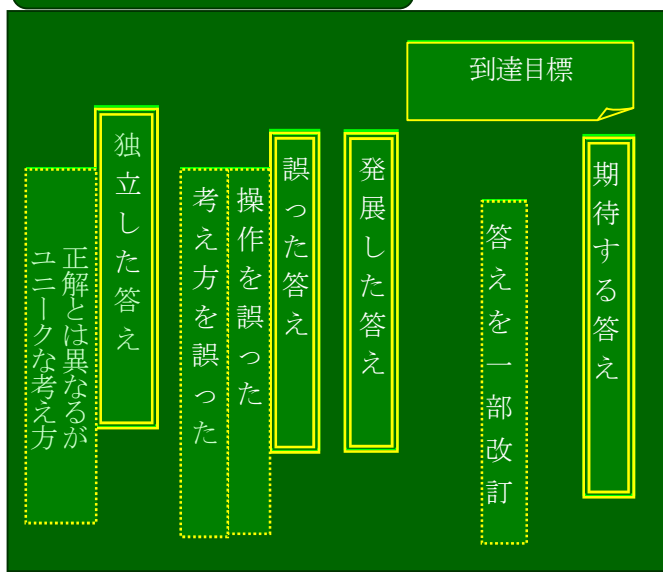 到達目標
期待する答え
答えを一部改訂
発展した答え
誤った答え
操作を誤った
考え方を誤った
独立した答え
正解とは異なるが
ユニークな考え方